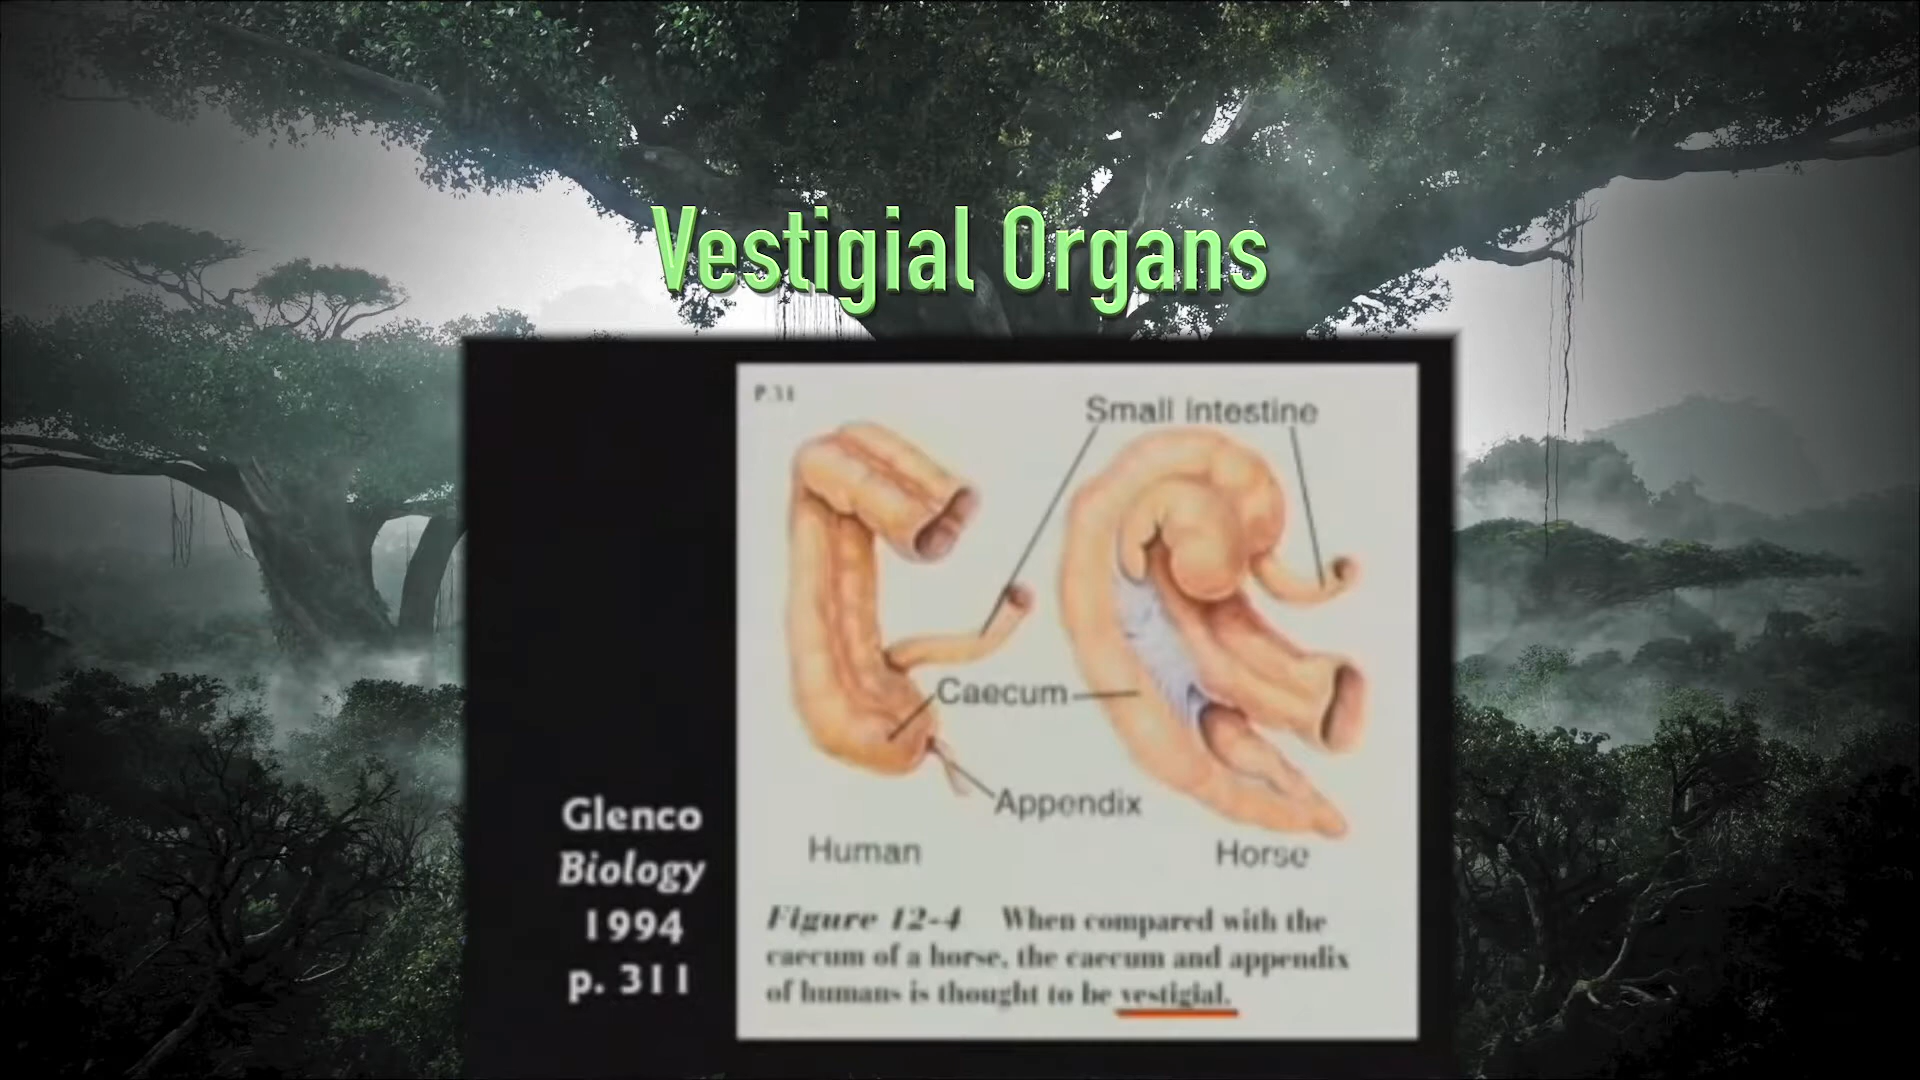 Vestigial Organs
P.31
Small Intestine
Caecum
Appendix
Human
Horse
Glenco
Biology
1994
p. 311
Figure 12-4 When compared with the
caecum of a horse, the caecum and appendix
of humans is thought to be vestigial.